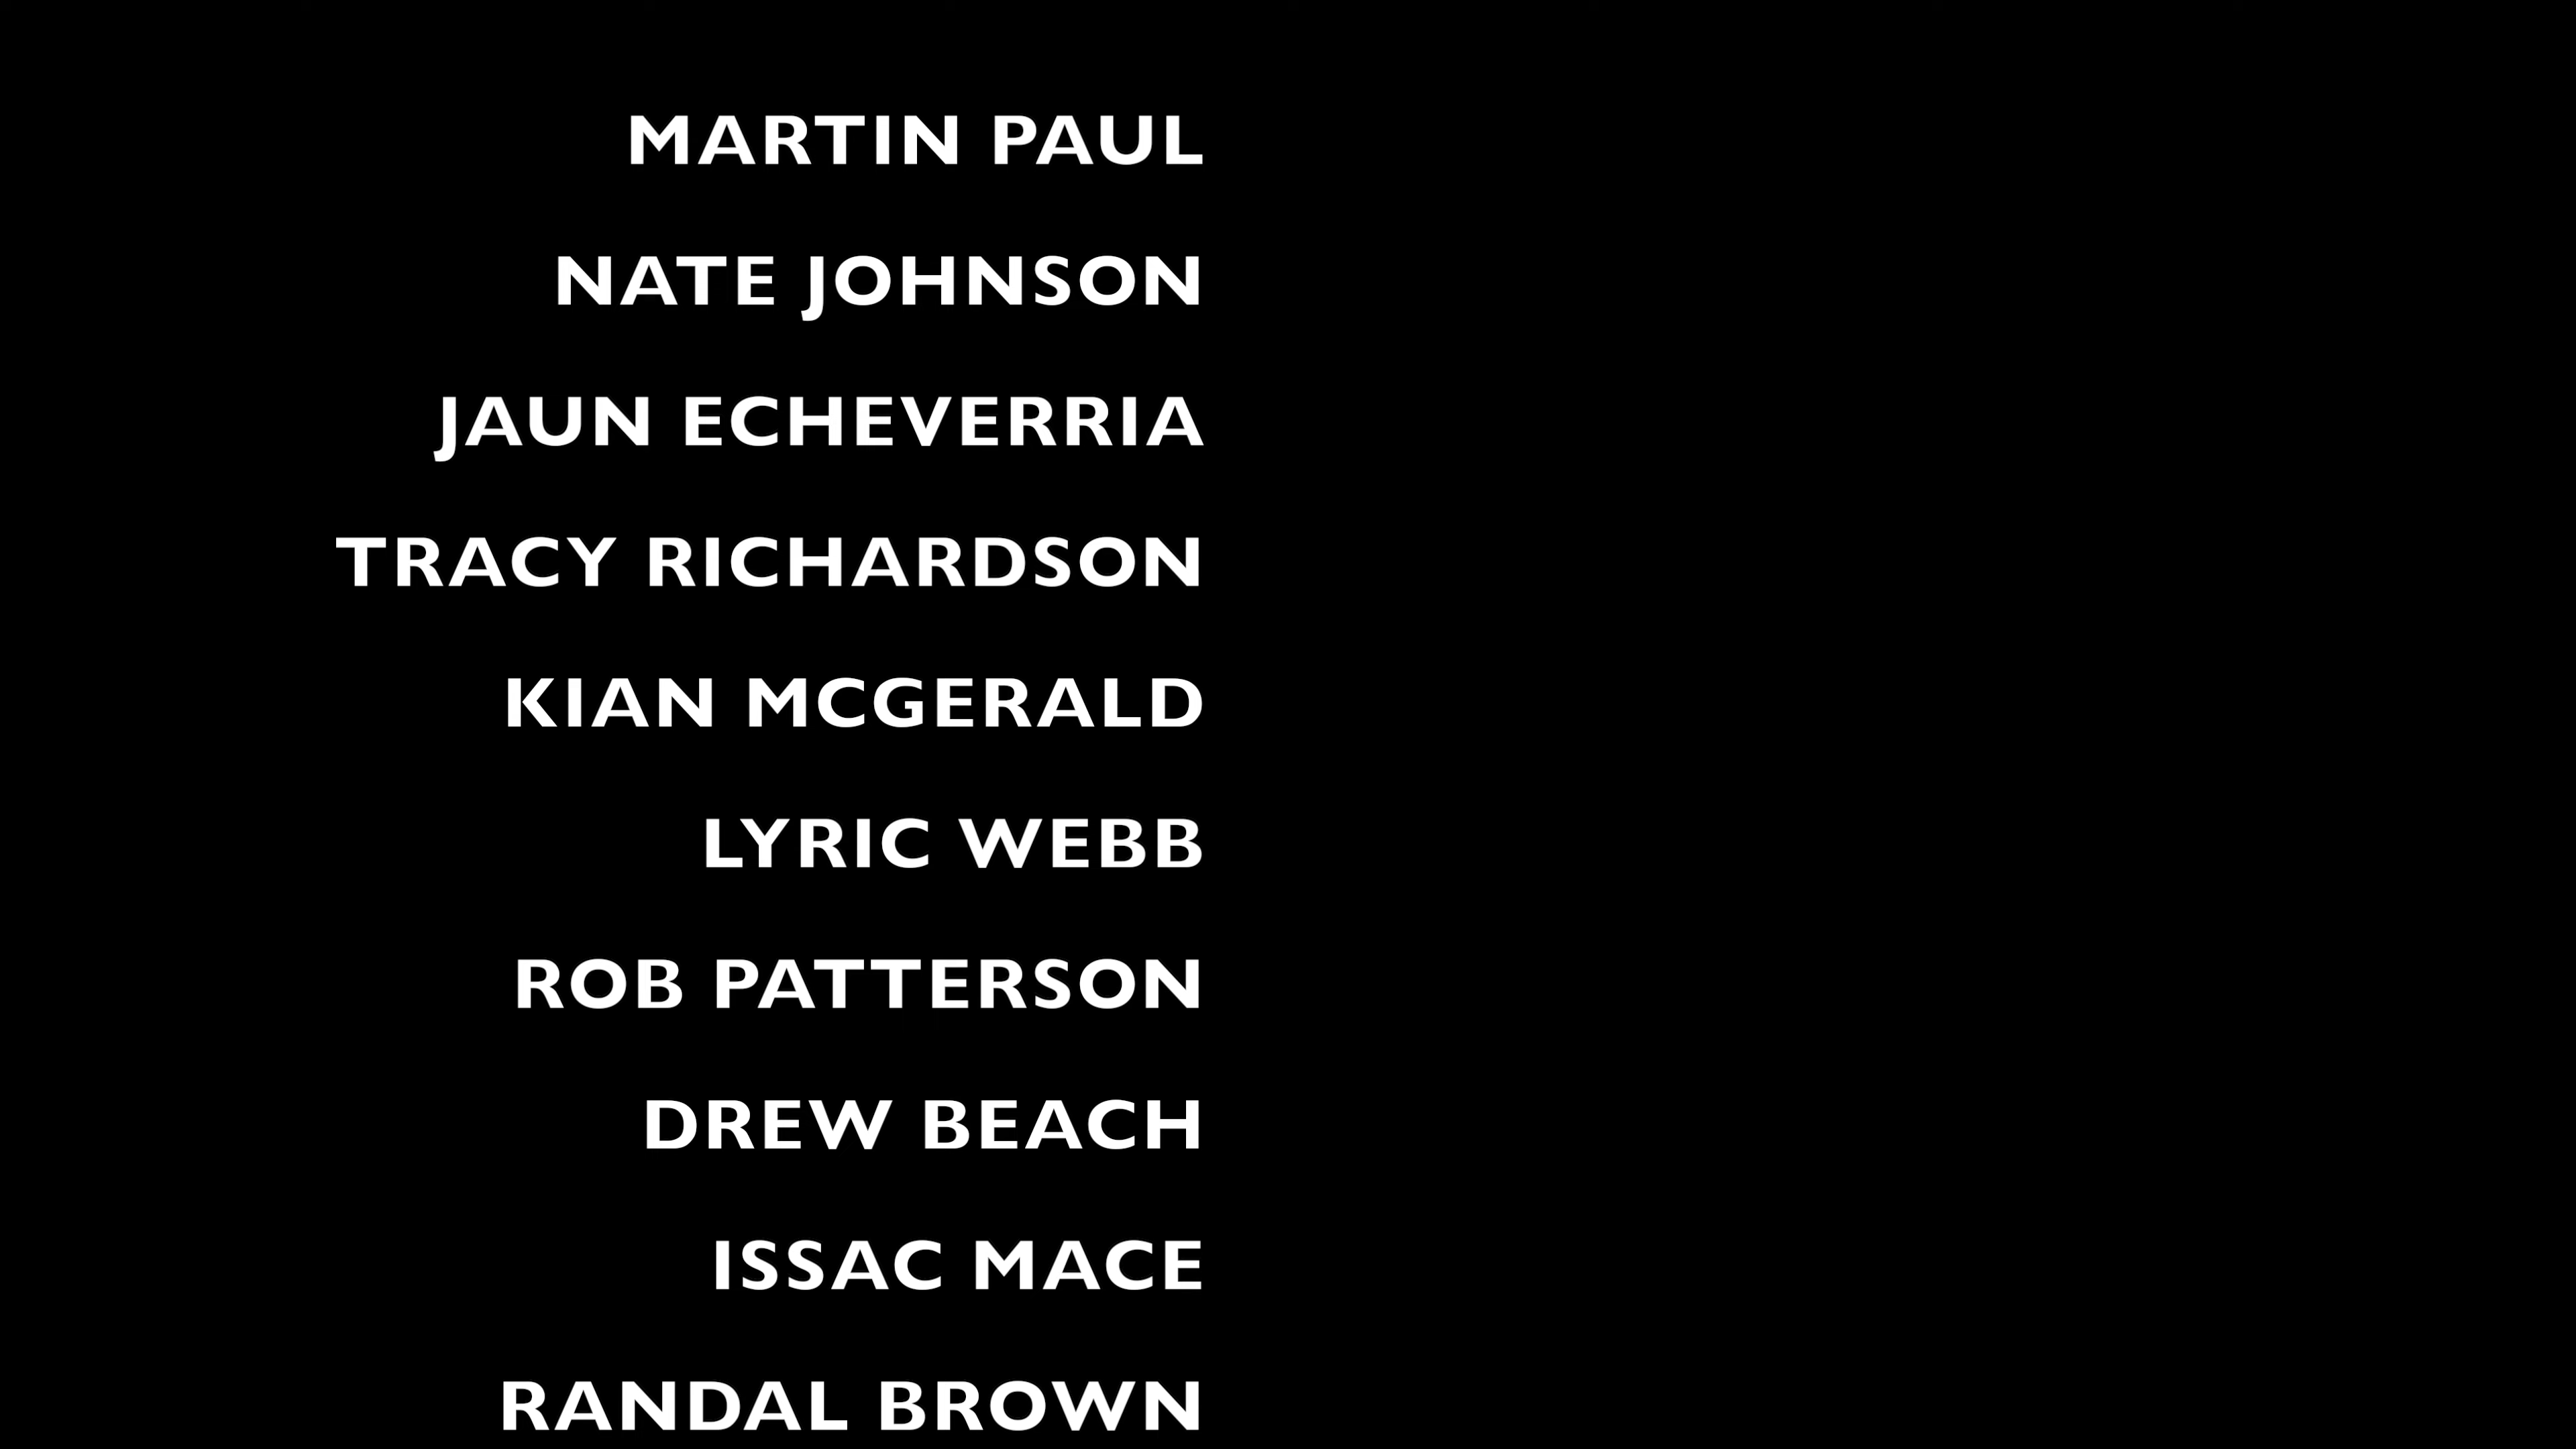 MARTIN PAUL
NATE JOHNSON
JAUN ECHEVERRIA
TRACY RICHARDSON
KIAN MCGERALD
LYRIC WEBB
ROB PATTERSON
DREW BEACH
ISSAC MACE
RANDAL BROWN